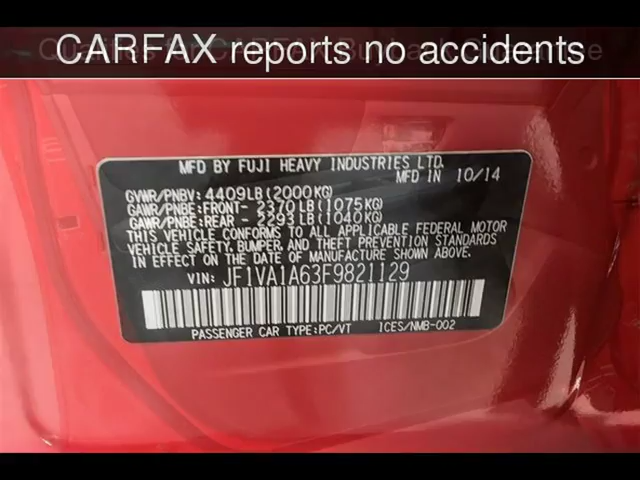 CARFAX reports no accidents
MFD BY FUJI HEAVY INDUSTRIES LTD.
MFD IN 10/14
GVWR/PNBV: 4409LB(2000KG)
GAWR/PNBE:FRONT- 2370LB(1075KG)
GAWR/PNBE:REAR - 2293LB(1040KG)
THIS VEHICLE CONFORMS TO ALL APPLICABLE FEDERAL MOTOR
VEHICLE SAFETY, BUMPER, AND THEFT PREVENTION STANDARDS
IN EFFECT ON THE DATE OF MANUFACTURE SHOWN ABOVE.
VIN: JF1VA1A63F9821129
PASSENGER CAR TYPE:PC/VT ICES/NMB-002